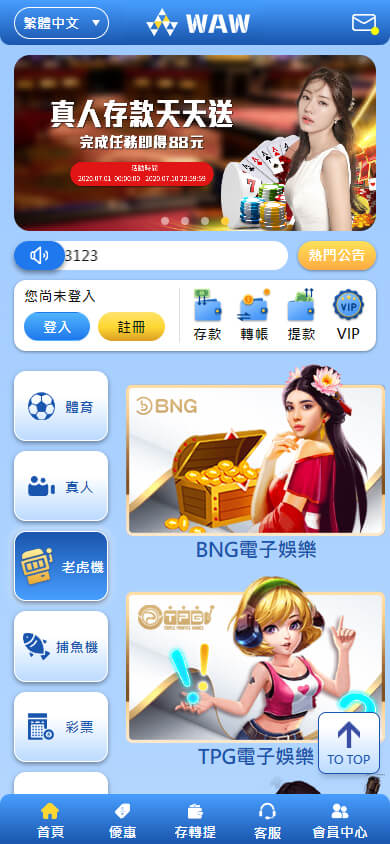 繁體中文
WAW
真人存款天天送
完成任務即得88元
活動時間
2020.07.01 00:00:00 - 2020.07.10 23:59:59
3123
熱門公告
您尚未登入
登入
註冊
存款
轉帳
提款
VIP
VIP
體育
真人
老虎機
捕魚機
彩票
BNG
BNG電子娛樂
TPG
TRIPLE PROFITS GAMES
TPG電子娛樂
TO TOP
首頁
優惠
存轉提
客服
會員中心